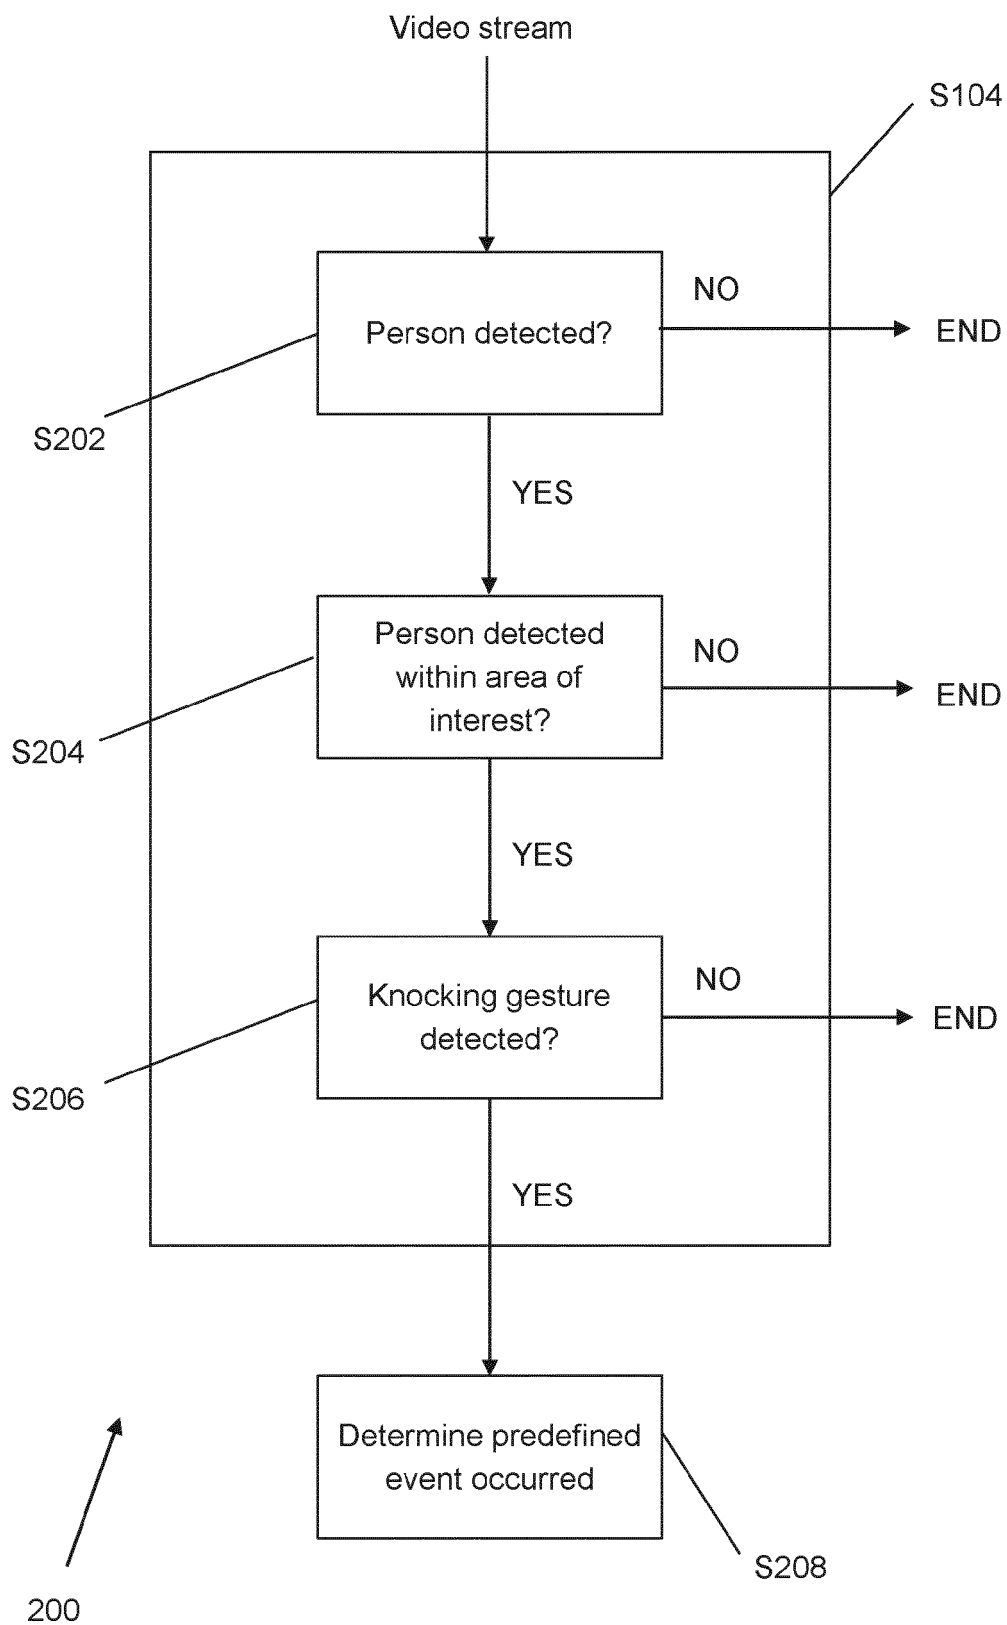 Video stream
S104
NO
Person detected?
END
S202
YES
Person detected
within area of
interest?
NO
END
S204
YES
Knocking gesture
detected?
NO
END
S206
YES
Determine predefined
event occurred
S208
200